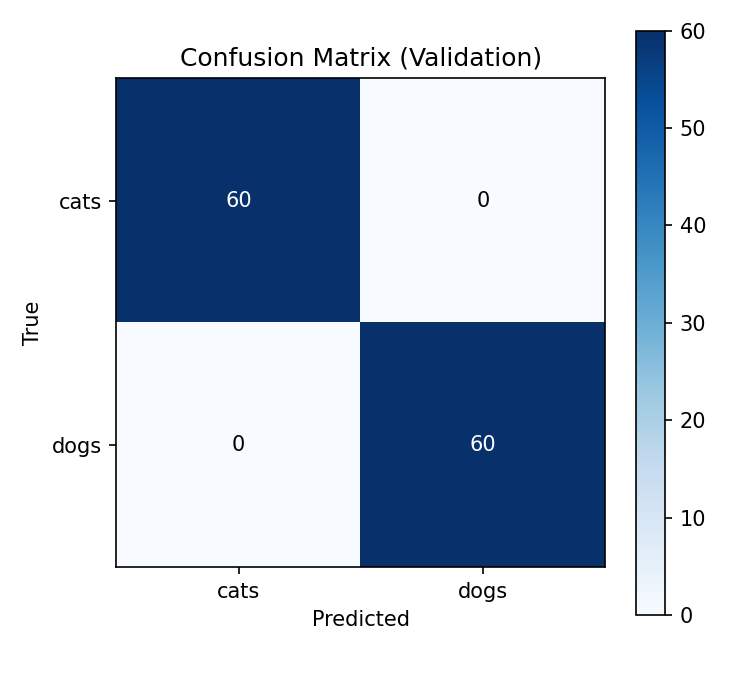 Confusion Matrix (Validation)
60
50
40
30
20
10
0
cats
60
0
True
dogs
0
60
cats
dogs
Predicted